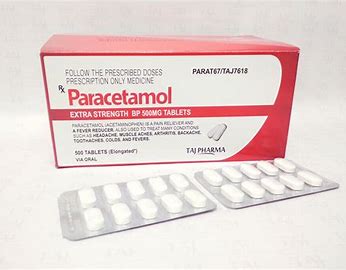 FOLLOW THE PRESCRIBED DOSES
PRESCRIPTION ONLY MEDICINE
PARAT67/TAJ7618
Rx
Paracetamol
EXTRA STRENGTH BP 500MG TABLETS
PARACETAMOL (ACETAMINOPHEN) IS A PAIN RELIEVER AND
A FEVER REDUCER. ALSO USED TO TREAT MANY CONDITIONS
SUCH AS HEADACHE, MUSCLE ACHES, ARTHRITIS, BACKACHE,
TOOTHACHES, COLDS, AND FEVERS.
500 TABLETS (Elongated*)
VIA ORAL
TAJ PHARMA